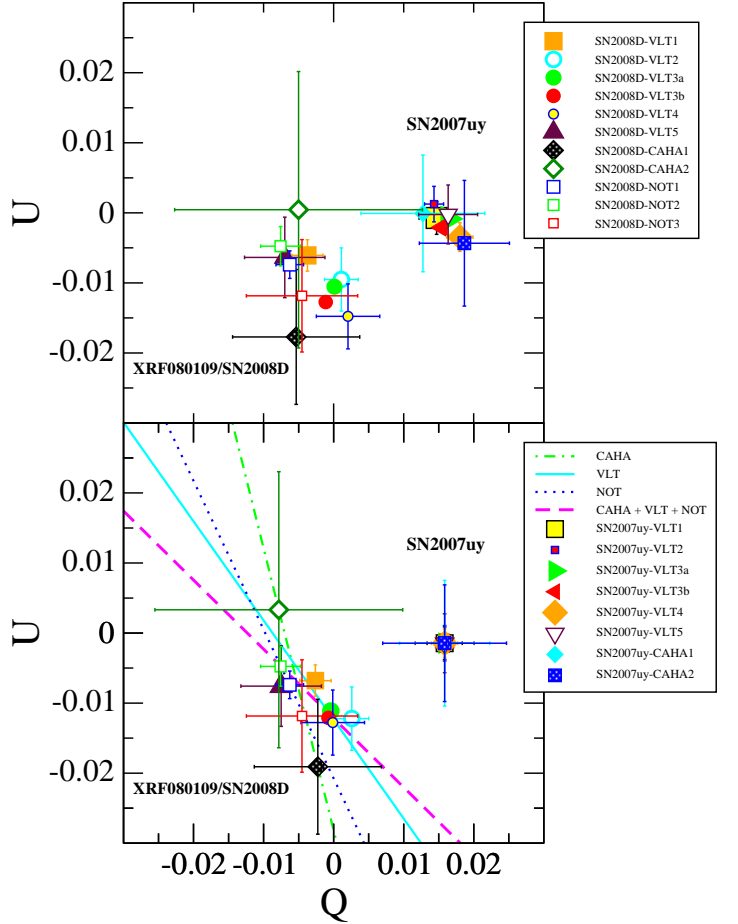 0.02
0.01
0
-0.01
-0.02
U
SN2007uy
XRF080109/SN2008D
SN2008D-VLT1
SN2008D-VLT2
SN2008D-VLT3a
SN2008D-VLT3b
SN2008D-VLT4
SN2008D-VLT5
SN2008D-CAHA1
SN2008D-CAHA2
SN2008D-NOT1
SN2008D-NOT2
SN2008D-NOT3
0.02
0.01
0
-0.01
-0.02
U
SN2007uy
XRF080109/SN2008D
CAHA
VLT
NOT
CAHA + VLT + NOT
SN2007uy-VLT1
SN2007uy-VLT2
SN2007uy-VLT3a
SN2007uy-VLT3b
SN2007uy-VLT4
SN2007uy-VLT5
SN2007uy-CAHA1
SN2007uy-CAHA2
-0.02 -0.01 0 0.01 0.02
Q